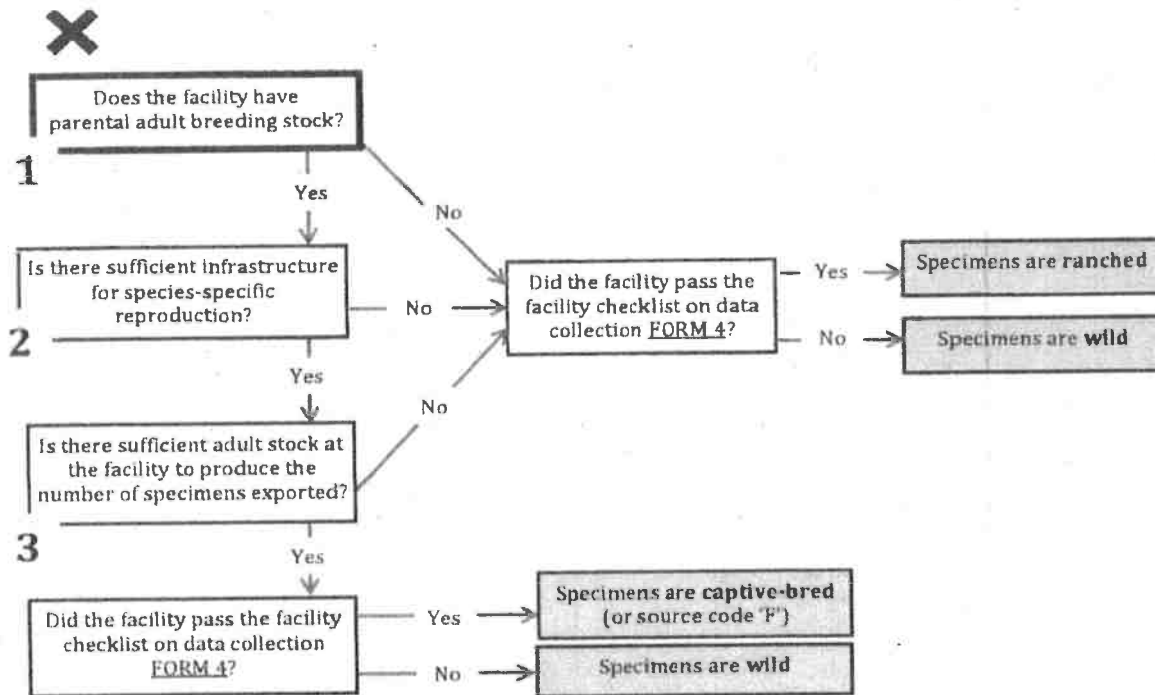 Does the facility have
parental adult breeding stock?
1
Yes
No
Is there sufficient infrastructure
for species-specific
reproduction?
2
No
Did the facility pass the
facility checklist on data
collection FORM 4?
Yes
Specimens are ranched
No
Specimens are wild
Yes
No
Is there sufficient adult stock at
the facility to produce the
number of specimens exported?
3
Yes
Did the facility pass the facility
checklist on data collection
FORM 4?
Yes
Specimens are captive-bred
(or source code 'F')
No
Specimens are wild